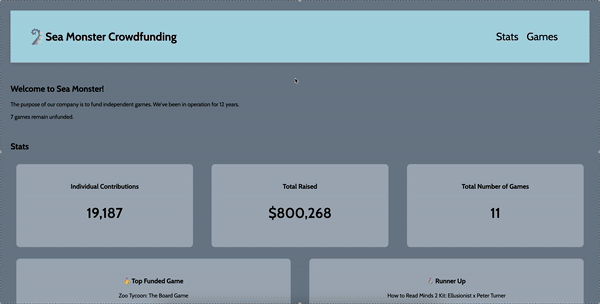 Sea Monster Crowdfunding
Stats Games
Welcome to Sea Monster!
The purpose of our company is to fund independent games. We've been in operation for 12 years.
7 games remain unfunded.
Stats
Individual Contributions
19,187
Total Raised
$800,268
Total Number of Games
11
Top Funded Game
Zoo Tycoon: The Board Game
Runner Up
How to Read Minds 2 Kit: Ellusionist x Peter Turner